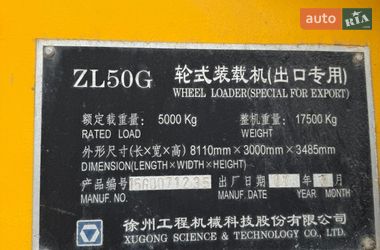 auto RIA
ZL50G 轮式装载机(出口专用)
WHEEL LOADER(SPECIAL FOR EXPORT)
额定载重量: 5000 Kg 整机重量: 17500 Kg
RATED LOAD WEIGHT
外形尺寸(长×宽×高) 8110mm×3000mm×3485mm
DIMENSION(LENGTH×WIDTH×HEIGHT)
产品编号 出厂日期 年 月
MANUF. NO. MANUF. YEAR MONTH
徐州工程机械科技股份有限公司
XUGONG SCIENCE & TECHNOLOGY CO., LTD.